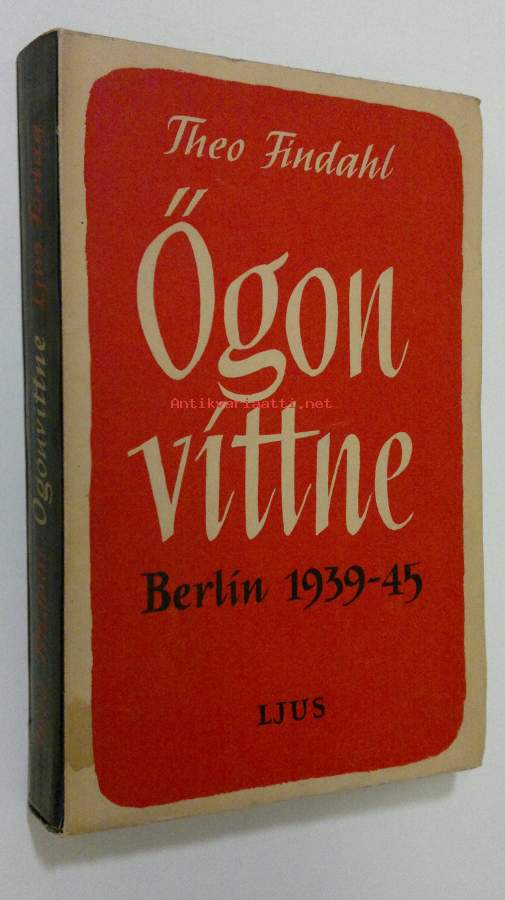 Theo Findahl
Ögon
vittne
Antikvariaatti.net
Berlin 1939-45
LJUS
Ögonvittne